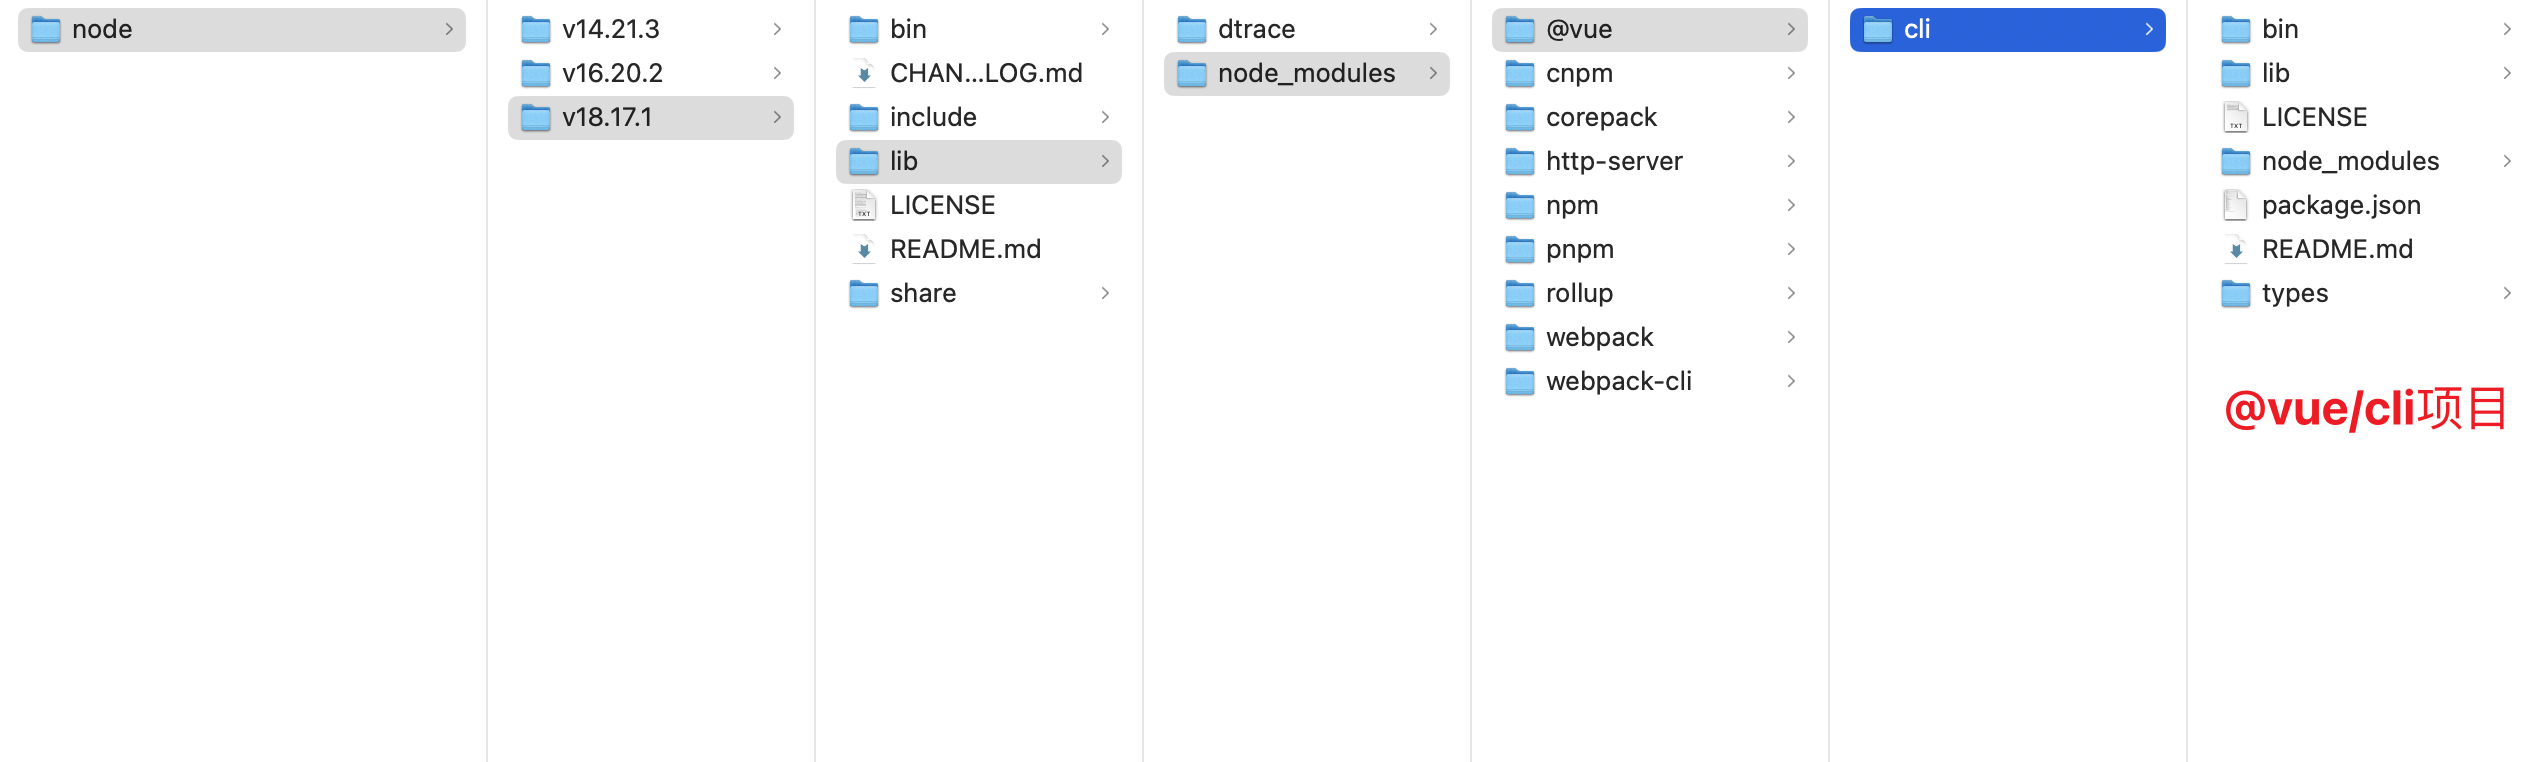 node
v14.21.3
v16.20.2
v18.17.1
bin
CHAN...LOG.md
include
lib
LICENSE
README.md
share
dtrace
node_modules
@vue
cnpm
corepack
http-server
npm
pnpm
rollup
webpack
webpack-cli
cli
bin
lib
LICENSE
node_modules
package.json
README.md
types
@vue/cli项目